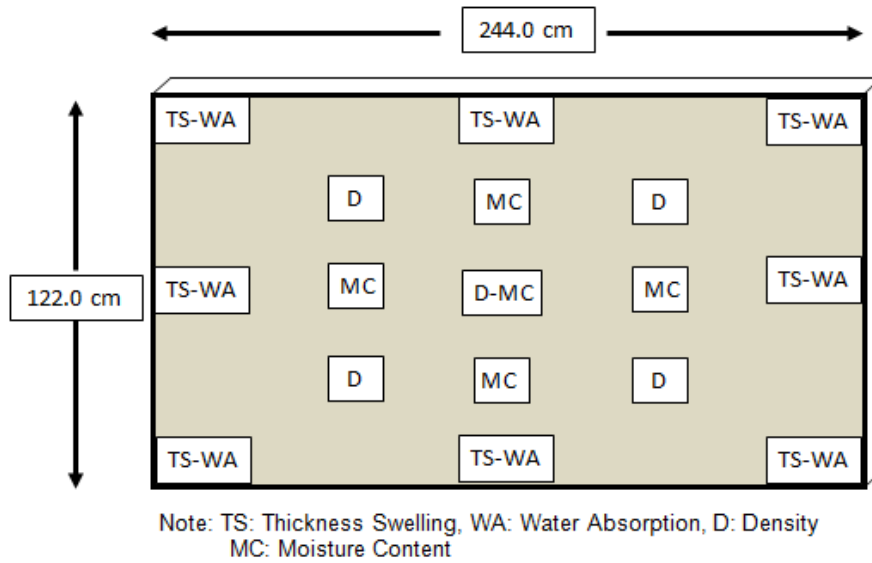 244.0 cm
TS-WA TS-WA TS-WA
D MC D
122.0 cm TS-WA MC D-MC MC TS-WA
D MC D
TS-WA TS-WA TS-WA
Note: TS: Thickness Swelling, WA: Water Absorption, D: Density
MC: Moisture Content